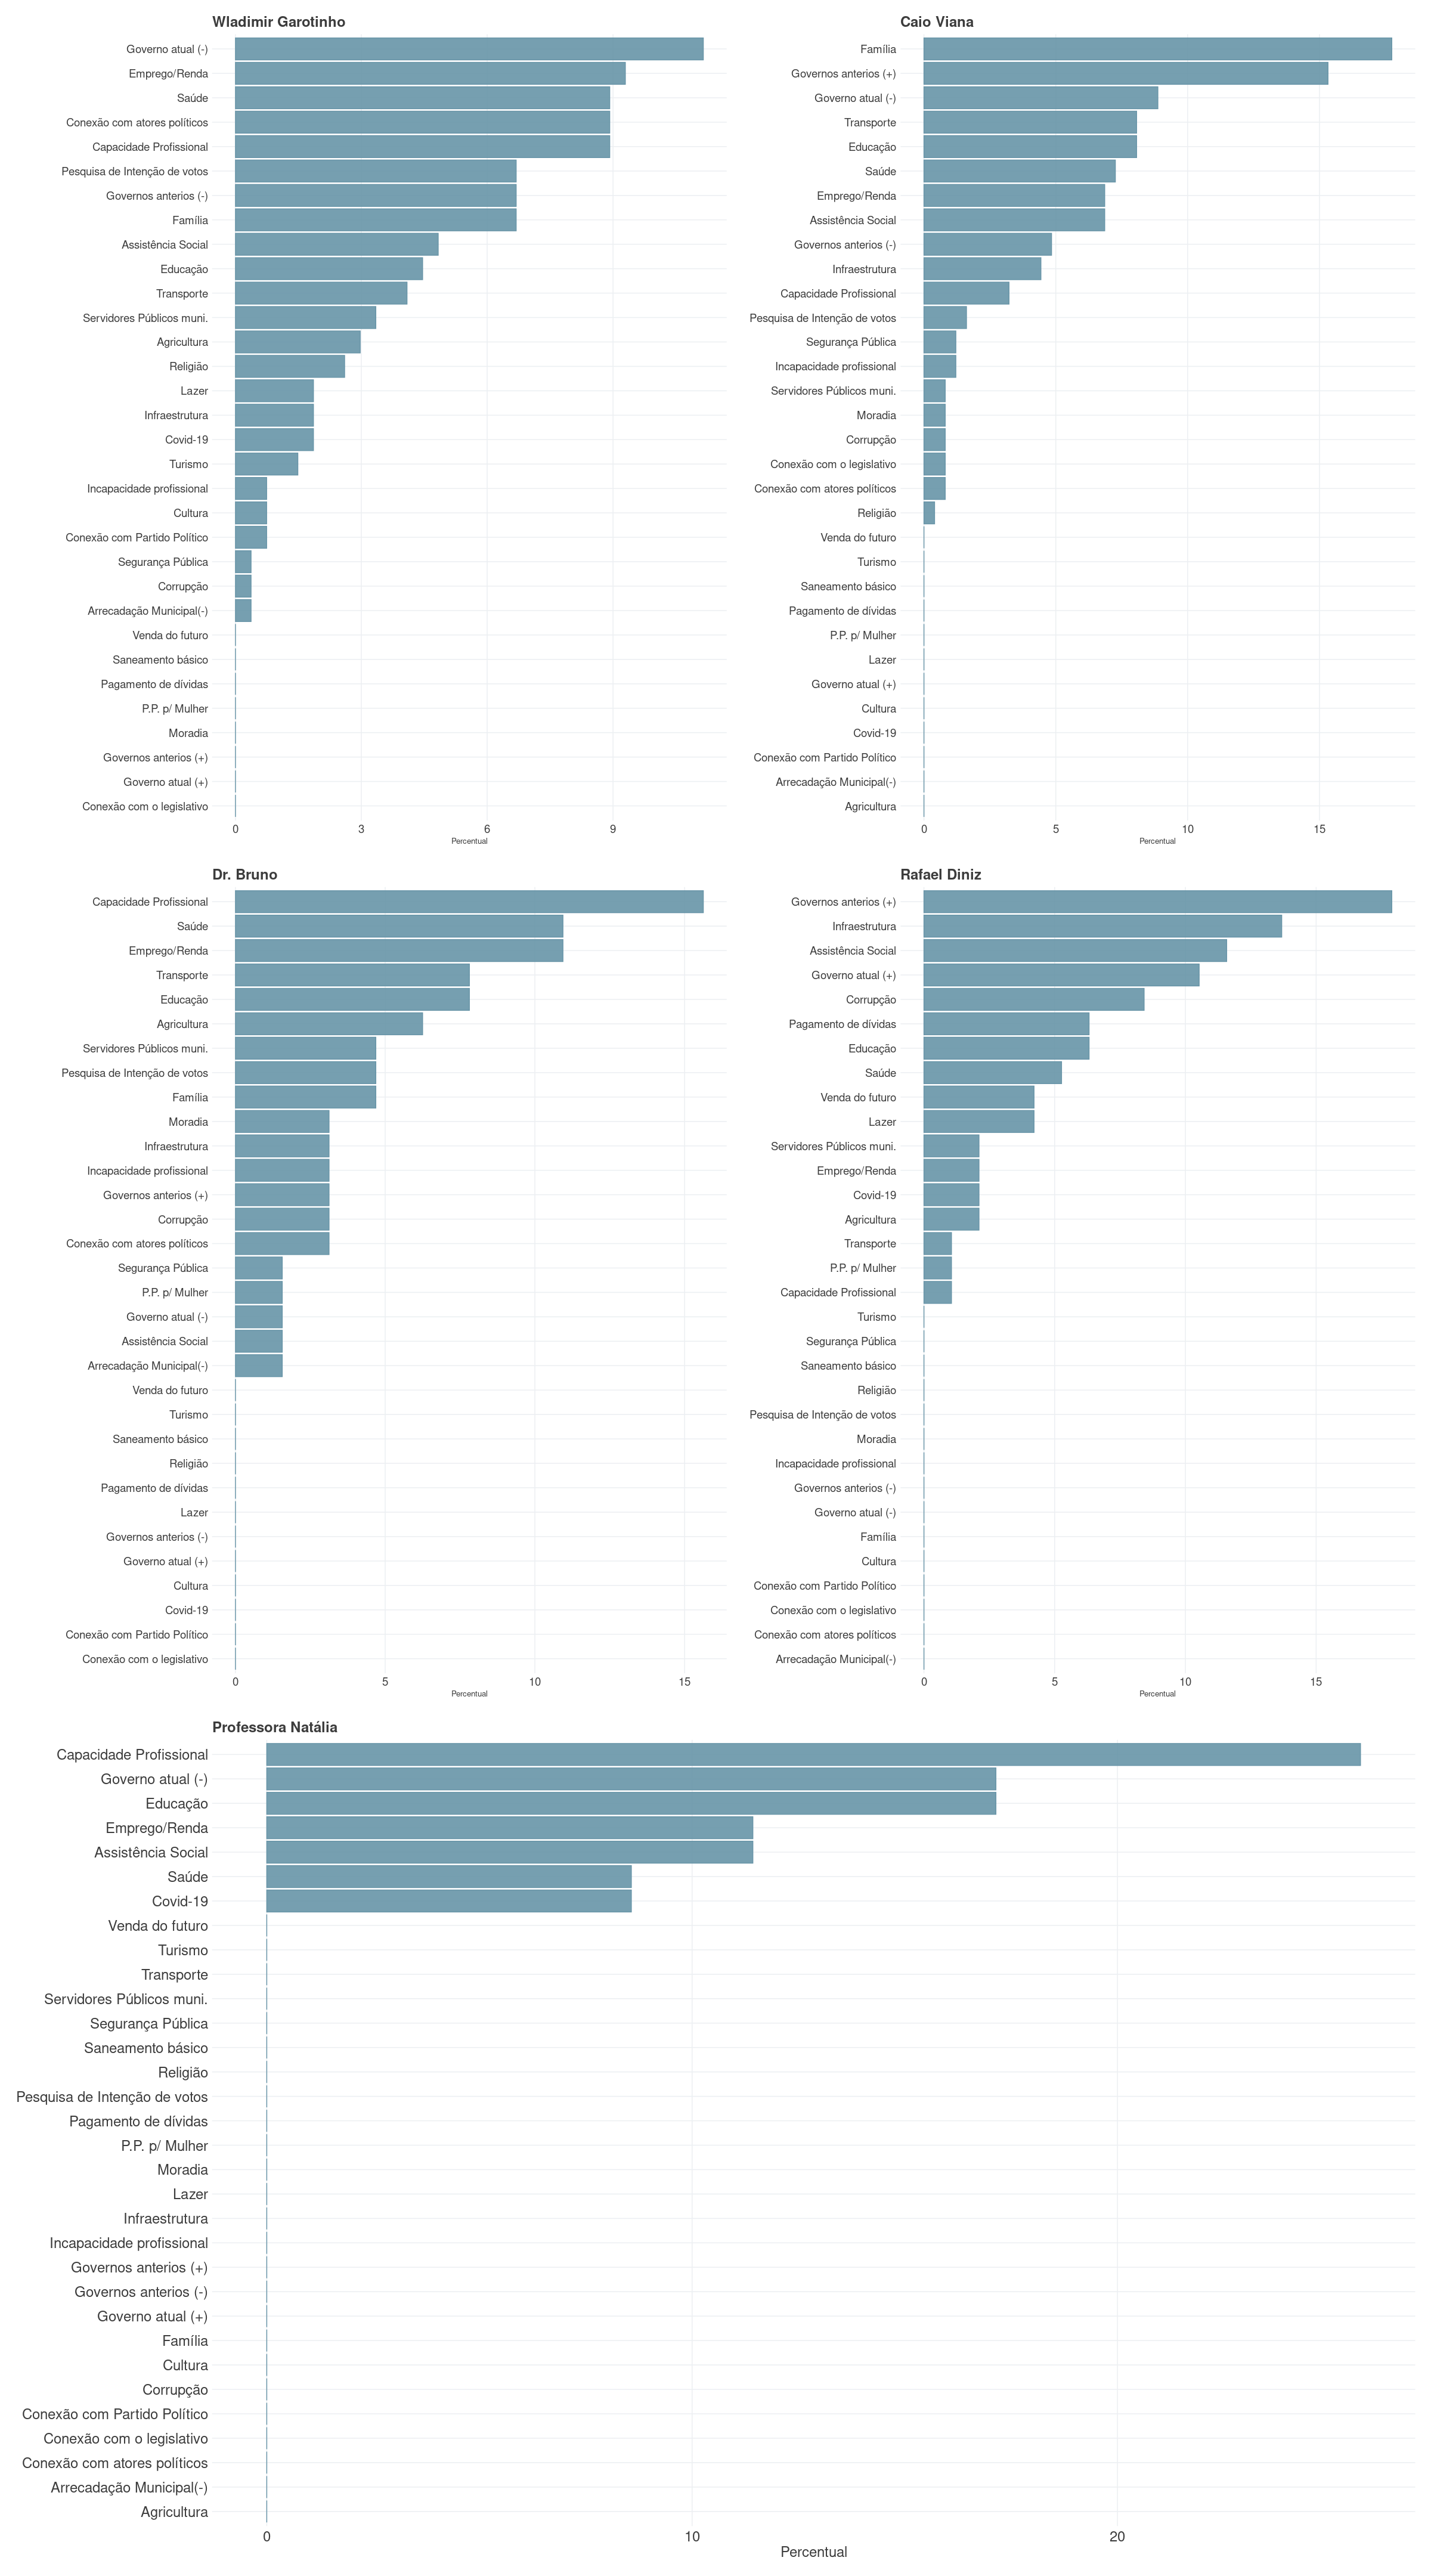 Wladimir Garotinho
Governo atual (-)
Emprego/Renda
Saúde
Conexão com atores políticos
Capacidade Profissional
Pesquisa de Intenção de votos
Governos anterios (-)
Família
Assistência Social
Educação
Transporte
Servidores Públicos muni.
Agricultura
Religião
Lazer
Infraestrutura
Covid-19
Turismo
Incapacidade profissional
Cultura
Conexão com Partido Político
Segurança Pública
Corrupção
Arrecadação Municipal(-)
Venda do futuro
Saneamento básico
Pagamento de dívidas
P.P. p/ Mulher
Moradia
Governos anterios (+)
Governo atual (+)
Conexão com o legislativo
0 3 6 9
Percentual
Caio Viana
Família
Governos anterios (+)
Governo atual (-)
Transporte
Educação
Saúde
Emprego/Renda
Assistência Social
Governos anterios (-)
Infraestrutura
Capacidade Profissional
Pesquisa de Intenção de votos
Segurança Pública
Incapacidade profissional
Servidores Públicos muni.
Moradia
Corrupção
Conexão com o legislativo
Conexão com atores políticos
Religião
Venda do futuro
Turismo
Saneamento básico
Pagamento de dívidas
P.P. p/ Mulher
Lazer
Governo atual (+)
Cultura
Covid-19
Conexão com Partido Político
Arrecadação Municipal(-)
Agricultura
0 5 10 15
Percentual
Dr. Bruno
Capacidade Profissional
Saúde
Emprego/Renda
Transporte
Educação
Agricultura
Servidores Públicos muni.
Pesquisa de Intenção de votos
Família
Moradia
Infraestrutura
Incapacidade profissional
Governos anterios (+)
Corrupção
Conexão com atores políticos
Segurança Pública
P.P. p/ Mulher
Governo atual (-)
Assistência Social
Arrecadação Municipal(-)
Venda do futuro
Turismo
Saneamento básico
Religião
Pagamento de dívidas
Lazer
Governos anterios (-)
Governo atual (+)
Cultura
Covid-19
Conexão com Partido Político
Conexão com o legislativo
0 5 10 15
Percentual
Rafael Diniz
Governos anterios (+)
Infraestrutura
Assistência Social
Governo atual (+)
Corrupção
Pagamento de dívidas
Educação
Saúde
Venda do futuro
Lazer
Servidores Públicos muni.
Emprego/Renda
Covid-19
Agricultura
Transporte
P.P. p/ Mulher
Capacidade Profissional
Turismo
Segurança Pública
Saneamento básico
Religião
Pesquisa de Intenção de votos
Moradia
Incapacidade profissional
Governos anterios (-)
Governo atual (-)
Família
Cultura
Conexão com Partido Político
Conexão com o legislativo
Conexão com atores políticos
Arrecadação Municipal(-)
0 5 10 15
Percentual
Professora Natália
Capacidade Profissional
Governo atual (-)
Educação
Emprego/Renda
Assistência Social
Saúde
Covid-19
Venda do futuro
Turismo
Transporte
Servidores Públicos muni.
Segurança Pública
Saneamento básico
Religião
Pesquisa de Intenção de votos
Pagamento de dívidas
P.P. p/ Mulher
Moradia
Lazer
Infraestrutura
Incapacidade profissional
Governos anterios (+)
Governos anterios (-)
Governo atual (+)
Família
Cultura
Corrupção
Conexão com Partido Político
Conexão com o legislativo
Conexão com atores políticos
Arrecadação Municipal(-)
Agricultura
0 10 20
Percentual